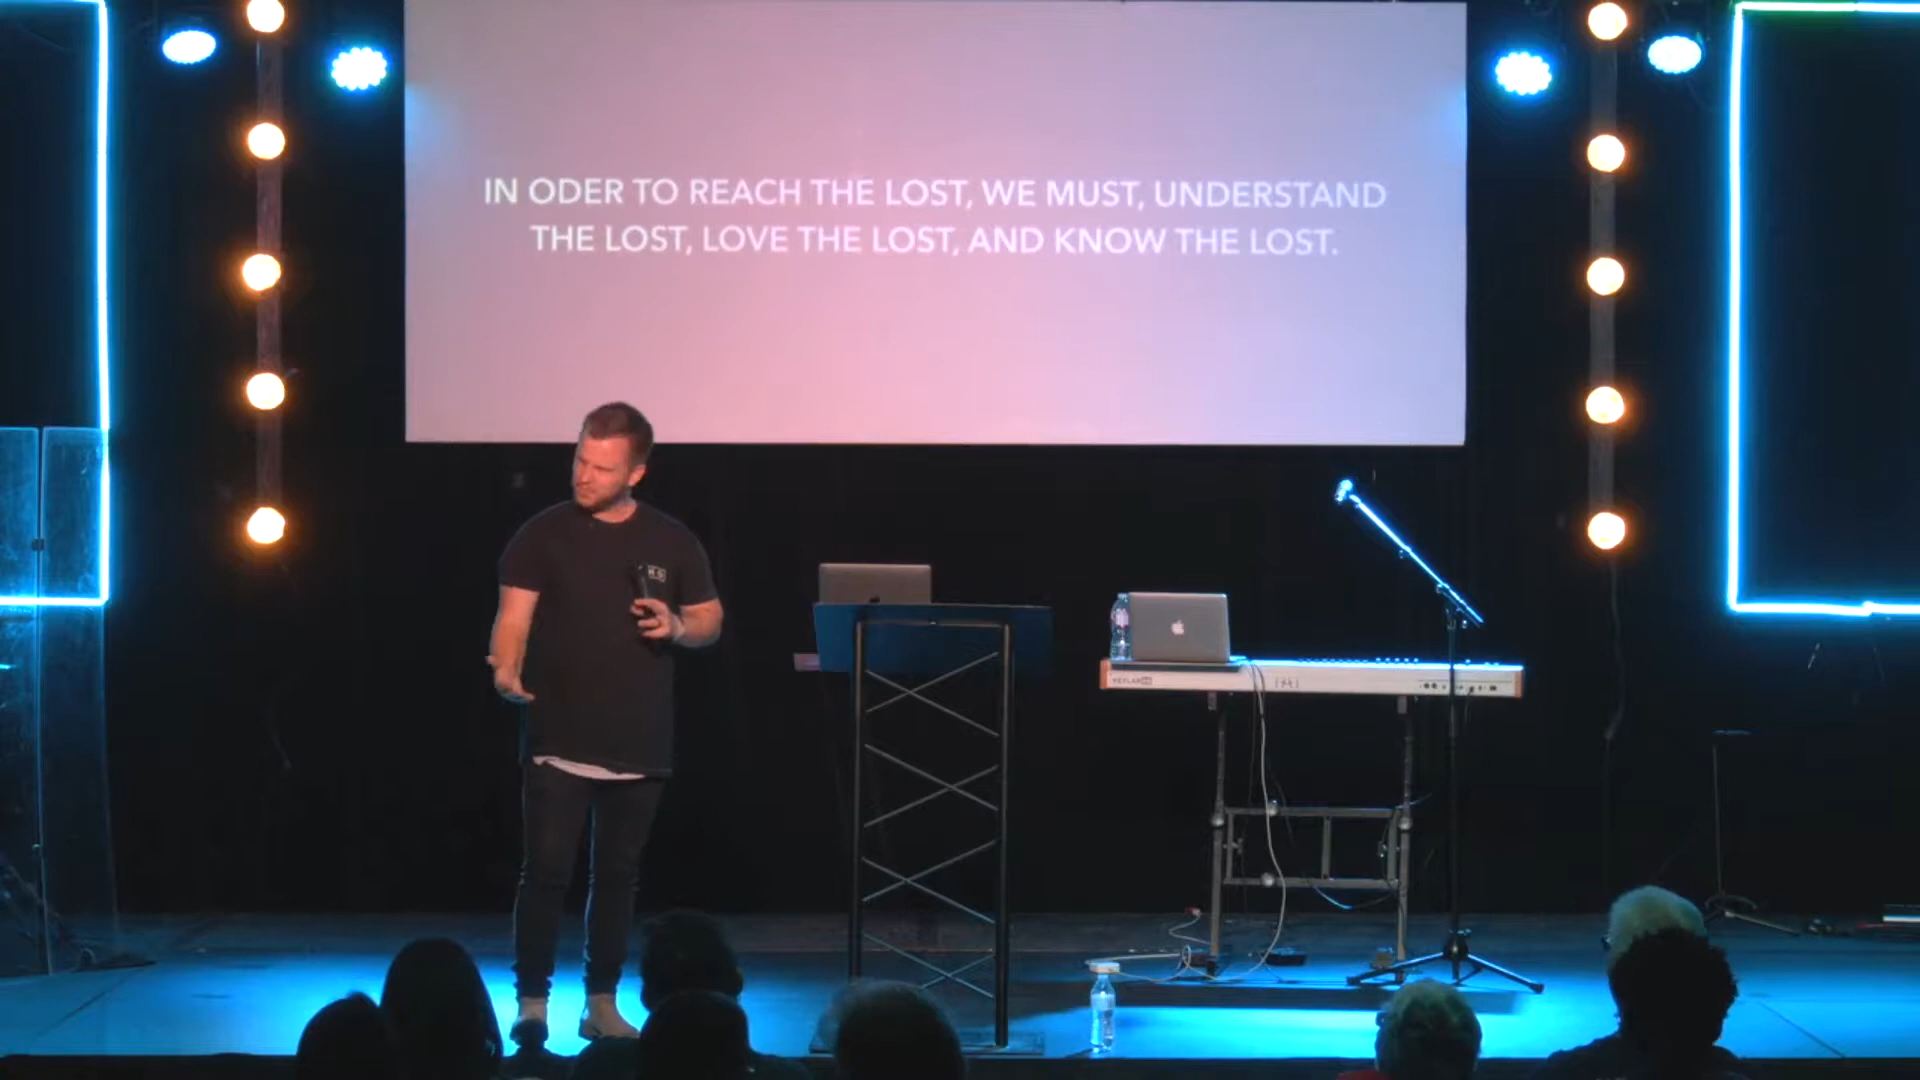 IN ODER TO REACH THE LOST, WE MUST, UNDERSTAND
THE LOST, LOVE THE LOST, AND KNOW THE LOST.